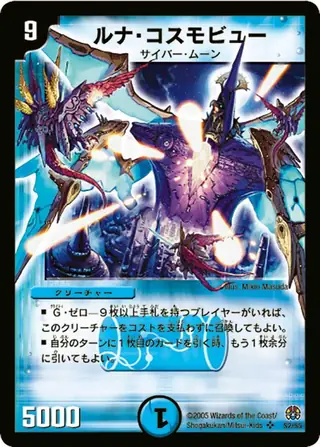 9
ルナ・コスモビュー
サイバー・ムーン
Illus. Mikio Masuda
クリーチャー
■ G・ゼロ―9枚以上手札を持つプレイヤーがいれば、
このクリーチャーをコストを支払わずに召喚してもよい。
■ 自分のターンに1枚目のカードを引く時、もう1枚余分
に引いてもよい。
5000
©2005 Wizards of the Coast/
Shogakukan/Mitsui-Kids